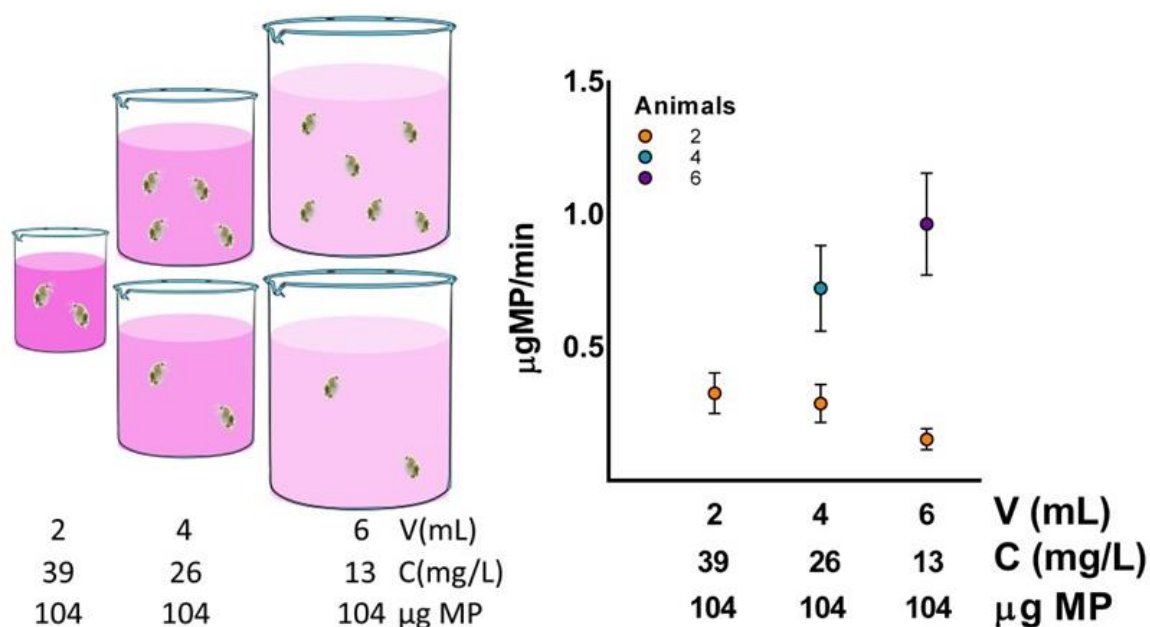 2 4 6 V(mL)
39 26 13 C(mg/L)
104 104 104 μg MP
1.5
1.0
0.5
μgMP/min
Animals
2
4
6
2 4 6 V (mL)
39 26 13 C (mg/L)
104 104 104 μg MP